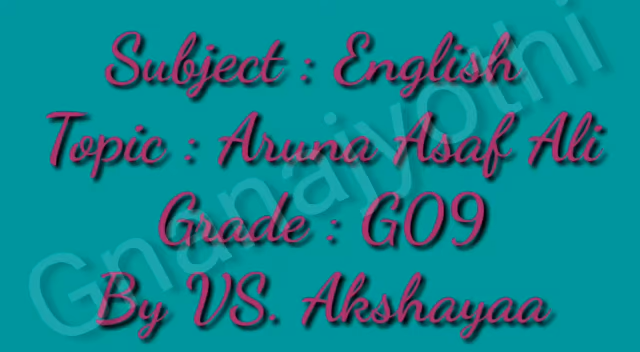 Subject : English
Topic : Aruna Asaf Ali
Grade : G09
By VS. Akshayaa
Gnanajyothi